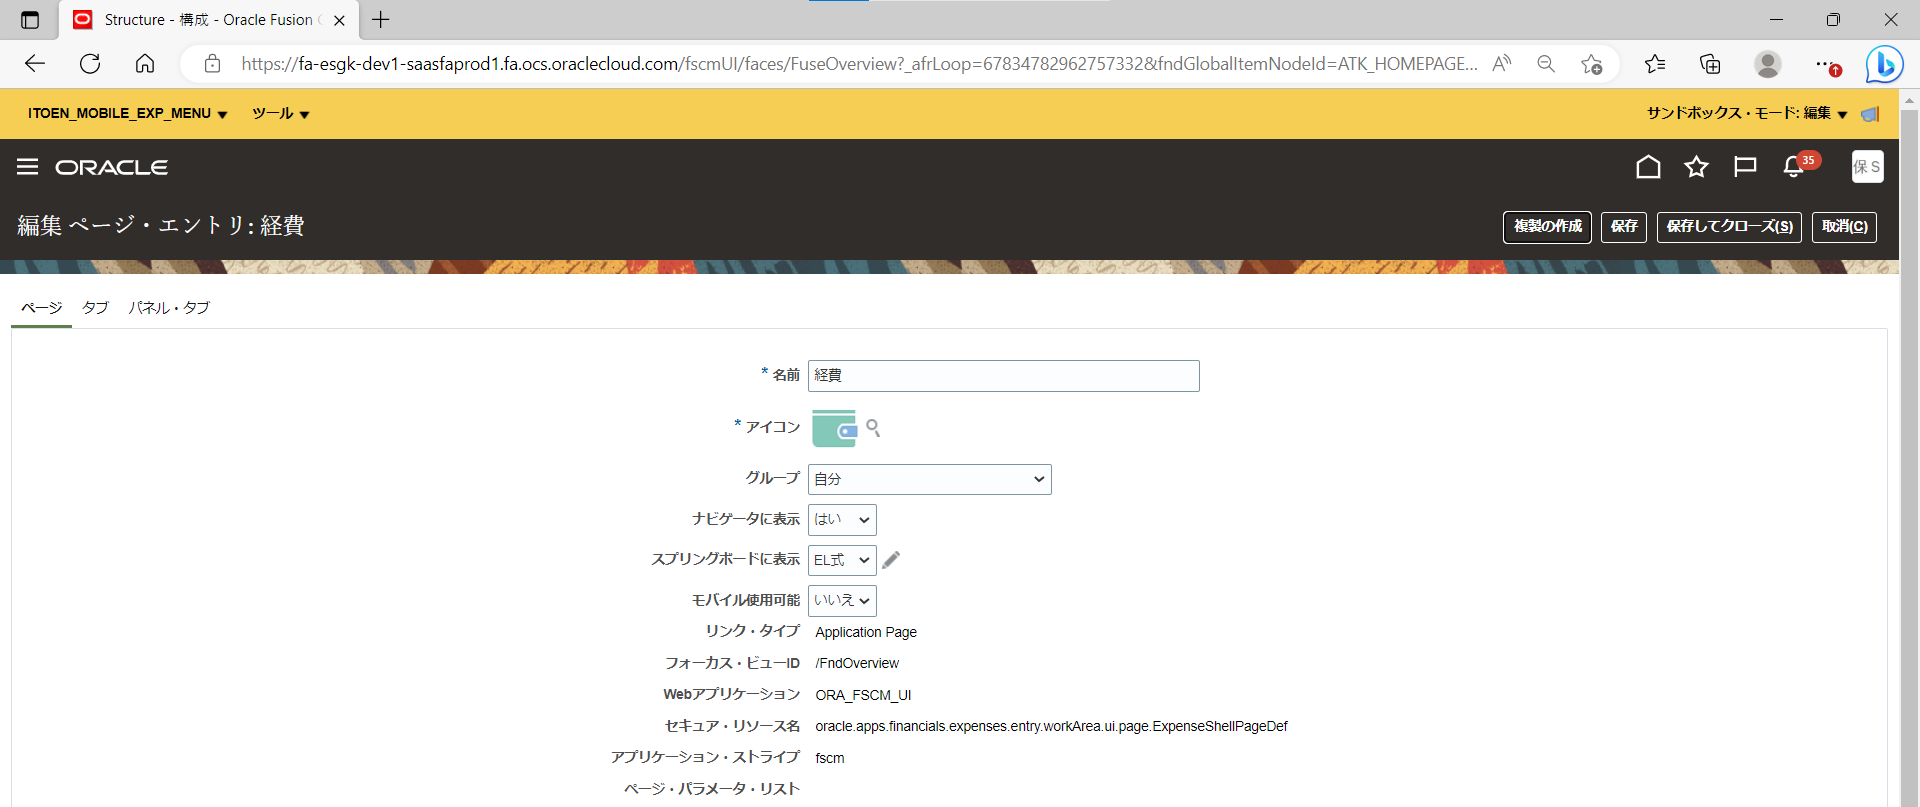 Structure - 構成 - Oracle Fusion
https://fa-esgk-dev1-saasfaprod1.fa.ocs.oraclecloud.com/fscmUI/faces/FuseOverview?_afrLoop=67834782962757332&fndGlobalItemNodeId=ATK_HOMEPAGE...
ITOEN_MOBILE_EXP_MENU ツール サンドボックス・モード: 編集
ORACLE 35 保 S
編集 ページ・エントリ: 経費 複製の作成 保存 保存してクローズ(S) 取消(C)
ページ タブ パネル・タブ
* 名前 経費
* アイコン
グループ 自分
ナビゲータに表示 はい
スプリングボードに表示 EL式
モバイル使用可能 いいえ
リンク・タイプ Application Page
フォーカス・ビューID /FndOverview
Webアプリケーション ORA_FSCM_UI
セキュア・リソース名 oracle.apps.financials.expenses.entry.workArea.ui.page.ExpenseShellPageDef
アプリケーション・ストライプ fscm
ページ・パラメータ・リスト